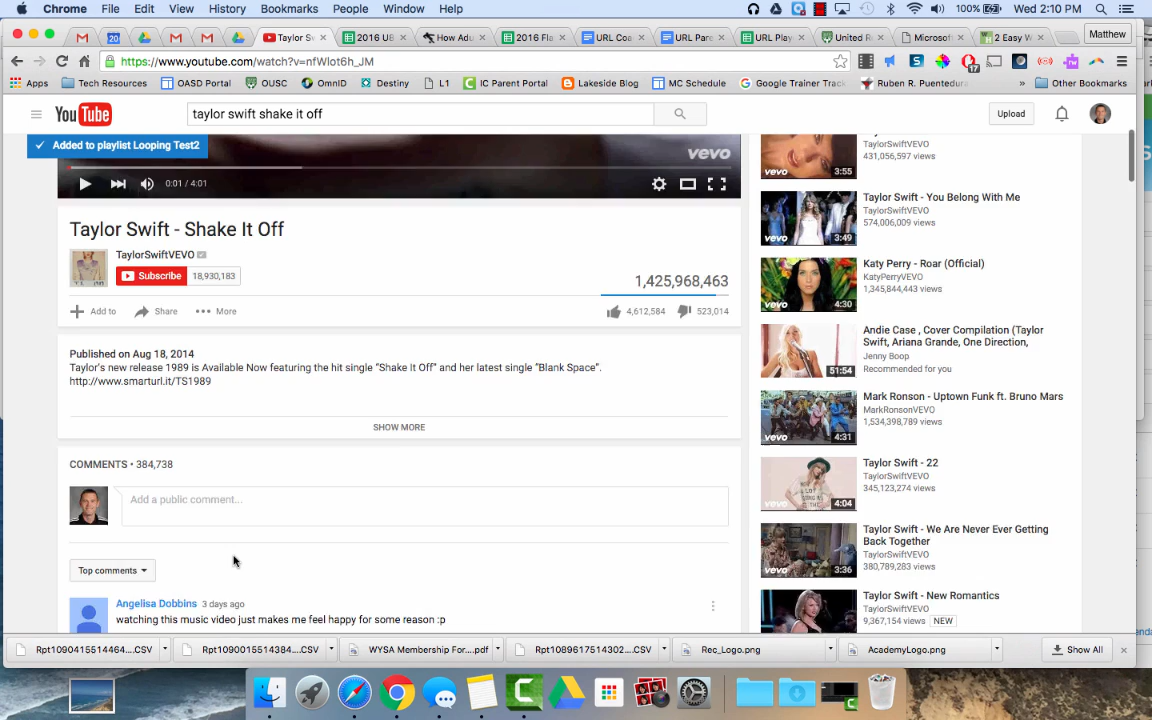 Chrome File Edit View History Bookmarks People Window Help 100% Wed 2:10 PM
20 Taylor S 2016 UB How Adu 2016 Fla URL Coa URL Pare URL Play United R Microsof 2 Easy W Matthew
https://www.youtube.com/watch?v=nfWlot6h_JM
Apps Tech Resources OASD Portal OUSC OmnID Destiny L1 IC Parent Portal Lakeside Blog MC Schedule Google Trainer Track Ruben R. Puentedura » Other Bookmarks
YouTube taylor swift shake it off Upload
Added to playlist Looping Test2
vevo
0:01 / 4:01
Taylor Swift - Shake It Off
TaylorSwiftVEVO
Subscribe 18,930,183
1,425,968,463
Add to Share More 4,612,584 523,014
Published on Aug 18, 2014
Taylor's new release 1989 is Available Now featuring the hit single "Shake It Off" and her latest single "Blank Space".
http://www.smarturl.it/TS1989
SHOW MORE
COMMENTS • 384,738
Add a public comment...
Top comments
Angelisa Dobbins 3 days ago
watching this music video just makes me feel happy for some reason :p
TaylorSwiftVEVO
431,056,597 views
vevo 3:55
Taylor Swift - You Belong With Me
TaylorSwiftVEVO
574,006,009 views
vevo 3:49
Katy Perry - Roar (Official)
KatyPerryVEVO
1,345,844,443 views
vevo 4:30
Andie Case , Cover Compilation (Taylor
Swift, Ariana Grande, One Direction,
Jenny Boop
Recommended for you
51:54
Mark Ronson - Uptown Funk ft. Bruno Mars
MarkRonsonVEVO
1,534,398,789 views
vevo 4:31
Taylor Swift - 22
TaylorSwiftVEVO
345,123,274 views
vevo 4:04
Taylor Swift - We Are Never Ever Getting
Back Together
TaylorSwiftVEVO
380,789,283 views
vevo 3:36
Taylor Swift - New Romantics
TaylorSwiftVEVO
9,367,154 views NEW
Rpt1090415514464....CSV Rpt1090015514384....CSV WYSA Membership For....pdf Rpt1089617514302....CSV Rec_Logo.png AcademyLogo.png Show All